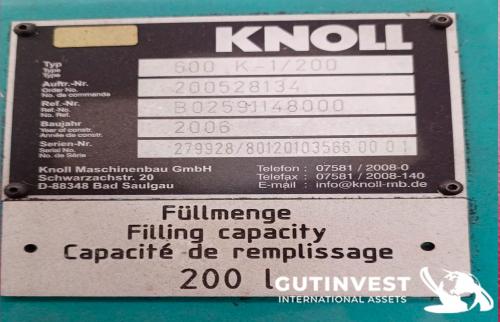 KNOLL
Typ
Type
Type
600 K-1/200
Auftr.-Nr.
Order No.
No de commande
200528134
Ref.-Nr.
Ref.-No.
No Ref.
B02591148000
Baujahr
Year of constr.
Année de constr.
2006
Serien-Nr.
Serial No.
No. de Série
279928/80120103566 00 0 1
Knoll Maschinenbau GmbH
Schwarzachstr. 20
D-88348 Bad Saulgau
Telefon : 07581 / 2008-0
Telefax : 07581 / 2008-140
E-mail : info@knoll-mb.de
Füllmenge
Filling capacity
Capacité de remplissage
200 l
GUTINVEST
INTERNATIONAL ASSETS